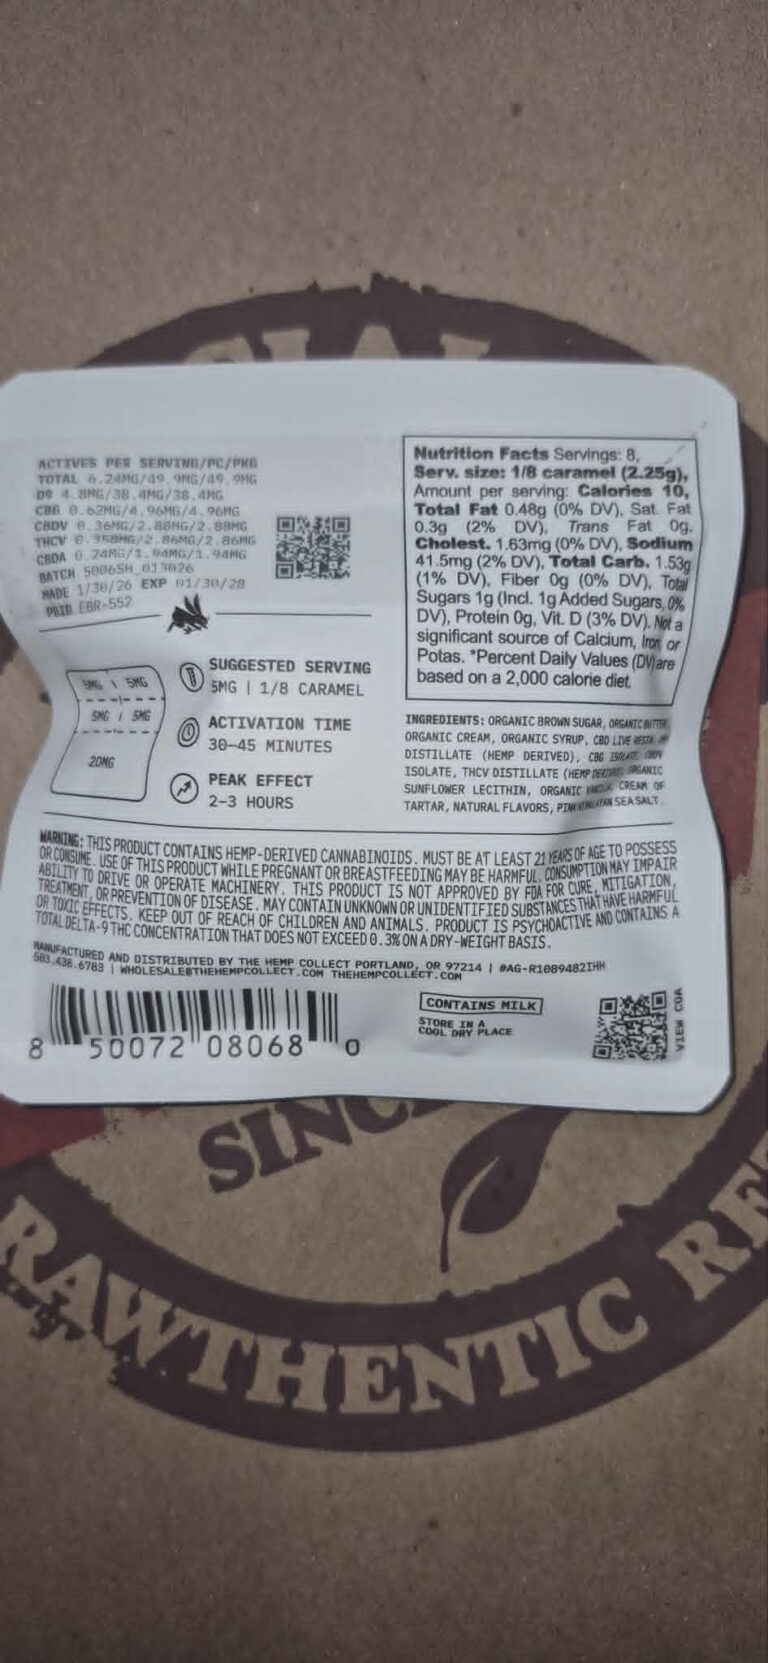 ACTIVES PER SERVING/PC/PKG
TOTAL 6.24MG/49.9MG/49.9MG
D9 4.8MG/38.4MG/38.4MG
CBG 0.62MG/4.96MG/4.96MG
CBDV 0.36MG/2.88MG/2.88MG
THCV 0.358MG/2.86MG/2.86MG
CBDA 0.24MG/1.94MG/1.94MG
BATCH 5006SH_013026
MADE 1/30/26 EXP 01/30/28
PRID EBR-552
Nutrition Facts Servings: 8,
Serv. size: 1/8 caramel (2.25g),
Amount per serving: Calories 10,
Total Fat 0.48g (0% DV), Sat. Fat
0.3g (2% DV), Trans Fat 0g,
Cholest. 1.63mg (0% DV), Sodium
41.5mg (2% DV), Total Carb. 1.53g
(1% DV), Fiber 0g (0% DV), Total
Sugars 1g (Incl. 1g Added Sugars, 0%
DV), Protein 0g, Vit. D (3% DV). Not a
significant source of Calcium, Iron, or
Potas. *Percent Daily Values (DV) are
based on a 2,000 calorie diet.
5MG 5MG
5MG 5MG
20MG
SUGGESTED SERVING
5MG | 1/8 CARAMEL
ACTIVATION TIME
30-45 MINUTES
PEAK EFFECT
2-3 HOURS
INGREDIENTS: ORGANIC BROWN SUGAR, ORGANIC BUTTER,
ORGANIC CREAM, ORGANIC SYRUP, CBD LIVE RESIN
DISTILLATE (HEMP DERIVED), CBG ISOLATE, CBDV
ISOLATE, THCV DISTILLATE (HEMP DERIVED), ORGANIC
SUNFLOWER LECITHIN, ORGANIC VANILLA, CREAM OF
TARTAR, NATURAL FLAVORS, PINK HIMALAYAN SEA SALT.
WARNING: THIS PRODUCT CONTAINS HEMP-DERIVED CANNABINOIDS. MUST BE AT LEAST 21 YEARS OF AGE TO POSSESS
OR CONSUME. USE OF THIS PRODUCT WHILE PREGNANT OR BREASTFEEDING MAY BE HARMFUL. CONSUMPTION MAY IMPAIR
ABILITY TO DRIVE OR OPERATE MACHINERY. THIS PRODUCT IS NOT APPROVED BY FDA FOR CURE, MITIGATION,
TREATMENT, OR PREVENTION OF DISEASE. MAY CONTAIN UNKNOWN OR UNIDENTIFIED SUBSTANCES THAT HAVE HARMFUL
OR TOXIC EFFECTS. KEEP OUT OF REACH OF CHILDREN AND ANIMALS. PRODUCT IS PSYCHOACTIVE AND CONTAINS A
TOTAL DELTA-9 THC CONCENTRATION THAT DOES NOT EXCEED 0.3% ON A DRY-WEIGHT BASIS.
MANUFACTURED AND DISTRIBUTED BY THE HEMP COLLECT PORTLAND, OR 97214 | #AG-R1089482IHH
503.438.6783 | WHOLESALE@THEHEMPCOLLECT.COM THEHEMPCOLLECT.COM
8 50072 08068 0
CONTAINS MILK
STORE IN A
COOL DRY PLACE
VIEW COA
RAWTHENTIC